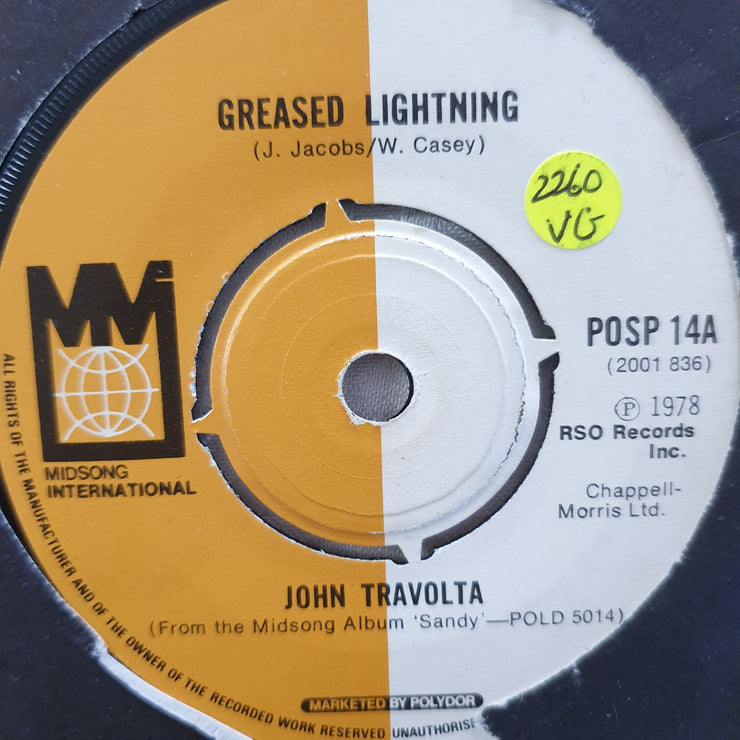 GREASED LIGHTNING
(J. Jacobs/W. Casey)
2260
VG
MMI
MIDSONG
INTERNATIONAL
POSP 14A
(2001 836)
Ⓟ 1978
RSO Records
Inc.
Chappell-
Morris Ltd.
JOHN TRAVOLTA
(From the Midsong Album 'Sandy'—POLD 5014)
MARKETED BY POLYDOR
ALL RIGHTS OF THE MANUFACTURER AND OF THE OWNER OF THE RECORDED WORK RESERVED UNAUTHORISE